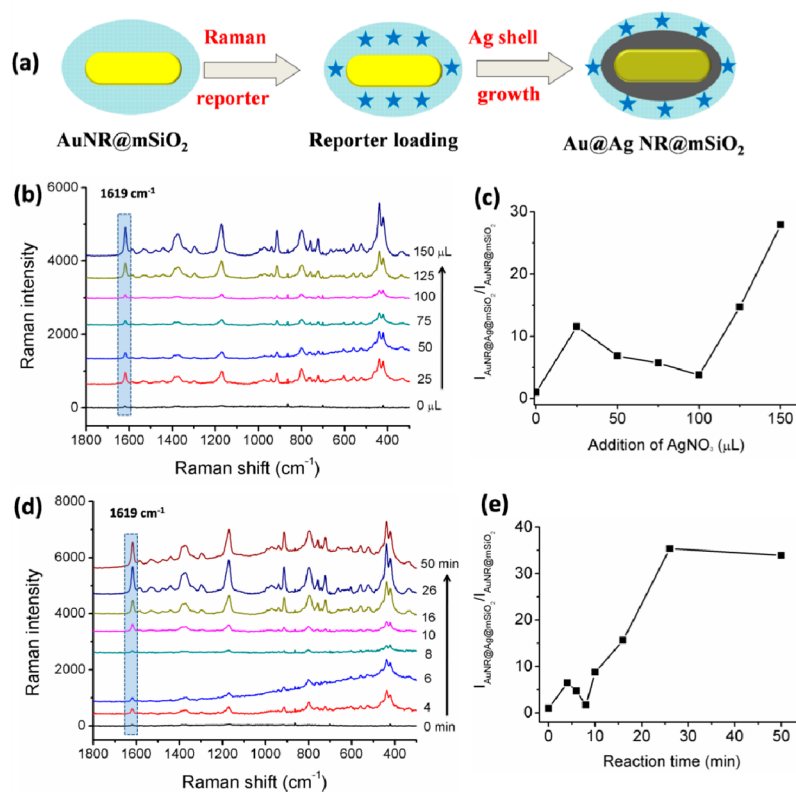 (a)
Raman
reporter
Ag shell
growth
AuNR@mSiO₂
Reporter loading
Au@Ag NR@mSiO₂
(b)
1619 cm⁻¹
6000
4000
2000
0
Raman intensity
150 μL
125
100
75
50
25
0 μL
1800 1600 1400 1200 1000 800 600 400
Raman shift (cm⁻¹)
(c)
30
20
10
0
I AuNR@Ag@mSiO₂/I AuNR@mSiO₂
0 50 100 150
Addition of AgNO₃ (μL)
(d)
1619 cm⁻¹
8000
6000
4000
2000
0
Raman intensity
50 min
26
16
10
8
6
4
0 min
1800 1600 1400 1200 1000 800 600 400
Raman shift (cm⁻¹)
(e)
40
30
20
10
0
I AuNR@Ag@mSiO₂/I AuNR@mSiO₂
0 10 20 30 40 50
Reaction time (min)